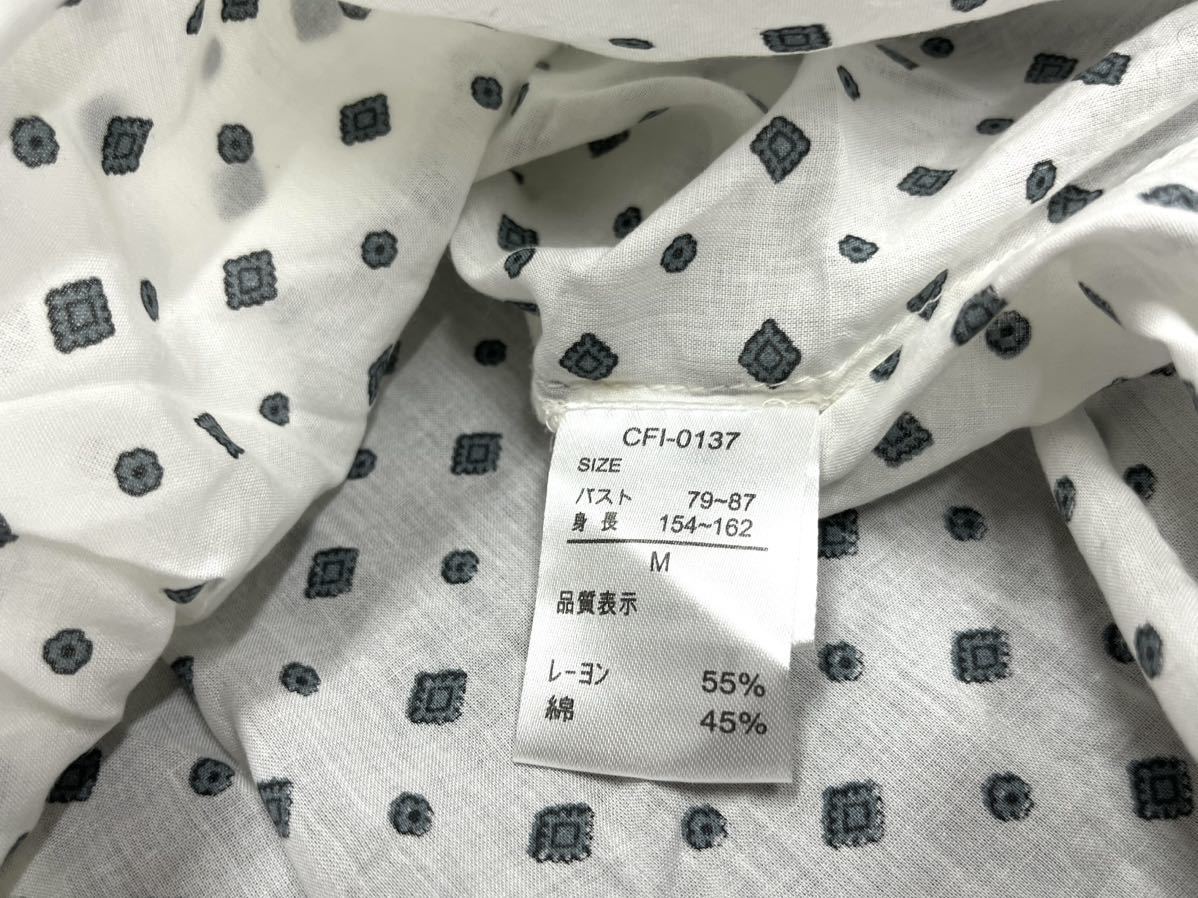 CFI-0137
SIZE
バスト 79~87
身長 154~162
M
品質表示
レーヨン 55%
綿 45%